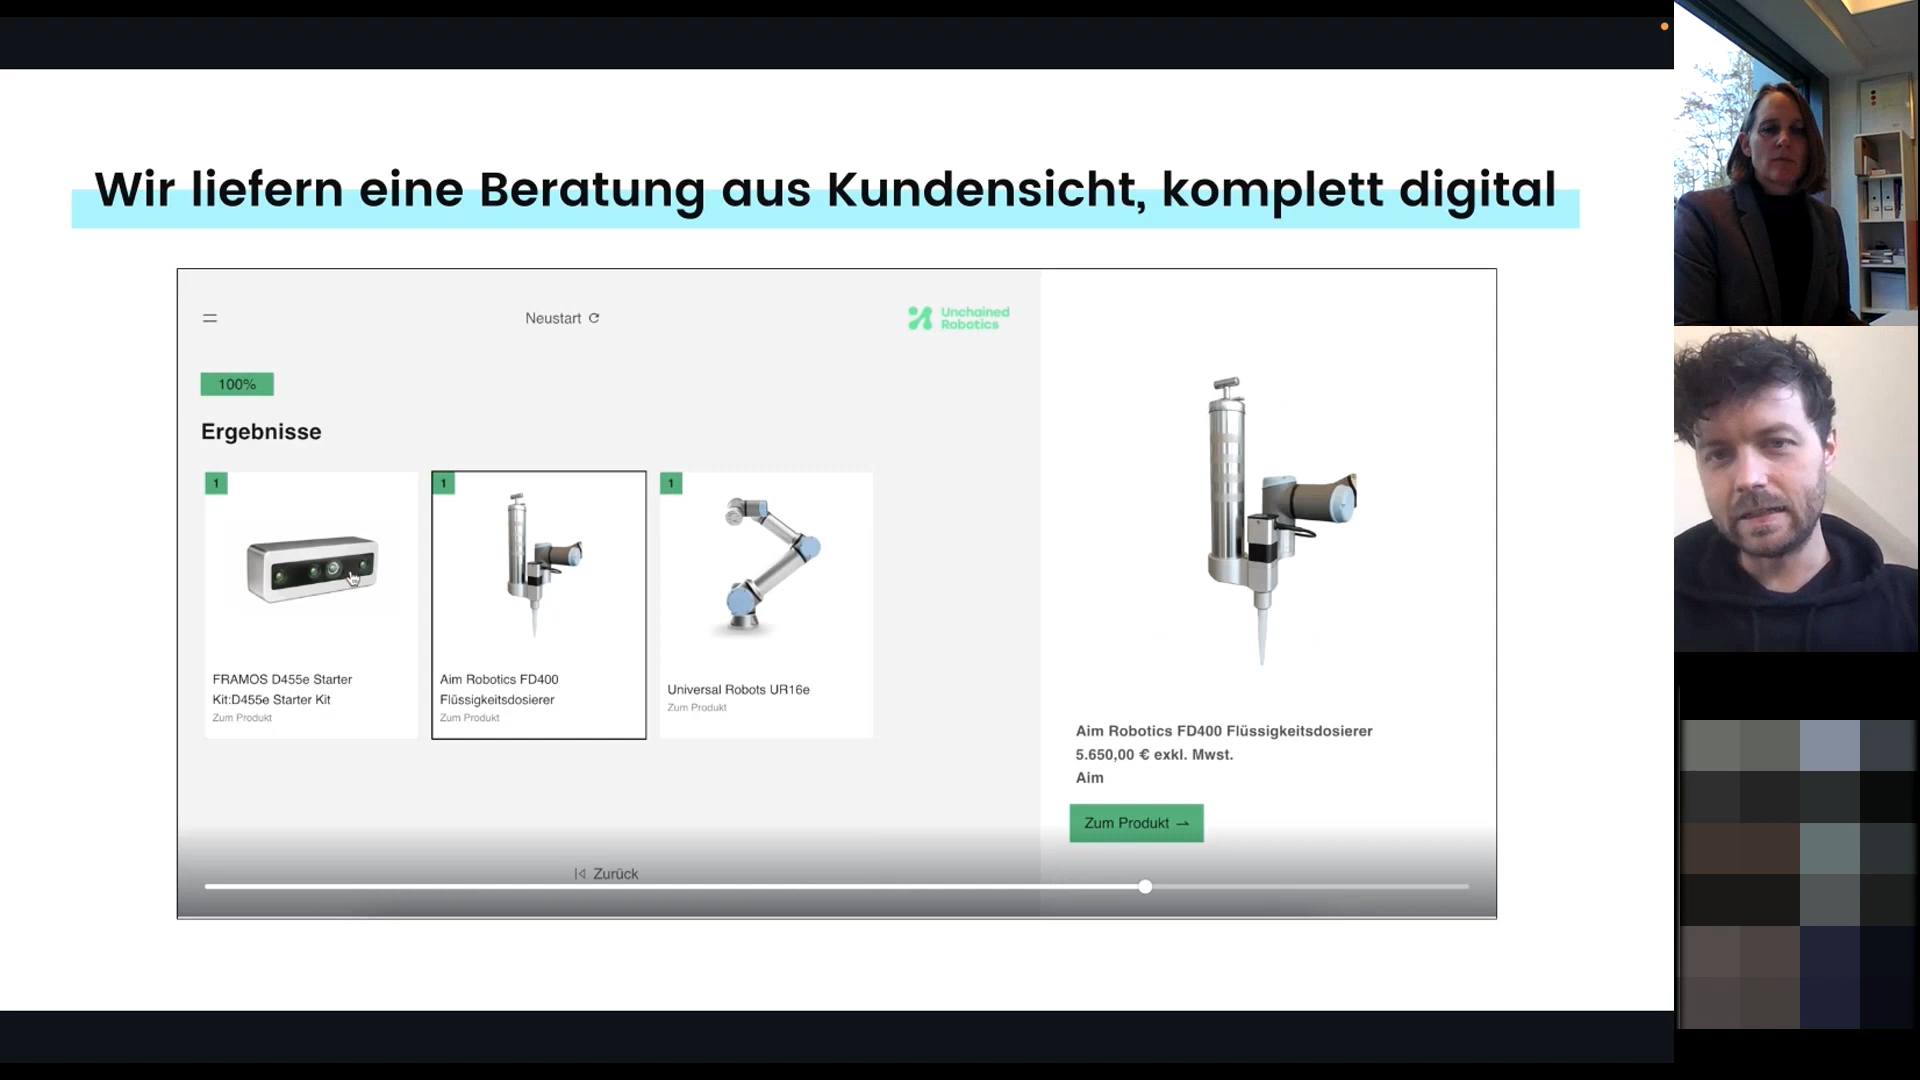 Wir liefern eine Beratung aus Kundensicht, komplett digital
Neustart
Unchained
Robotics
100%
Ergebnisse
1
1
1
FRAMOS D455e Starter
Kit:D455e Starter Kit
Zum Produkt
Aim Robotics FD400
Flüssigkeitsdosierer
Zum Produkt
Universal Robots UR16e
Zum Produkt
Aim Robotics FD400 Flüssigkeitsdosierer
5.650,00 € exkl. Mwst.
Aim
Zum Produkt
Zurück